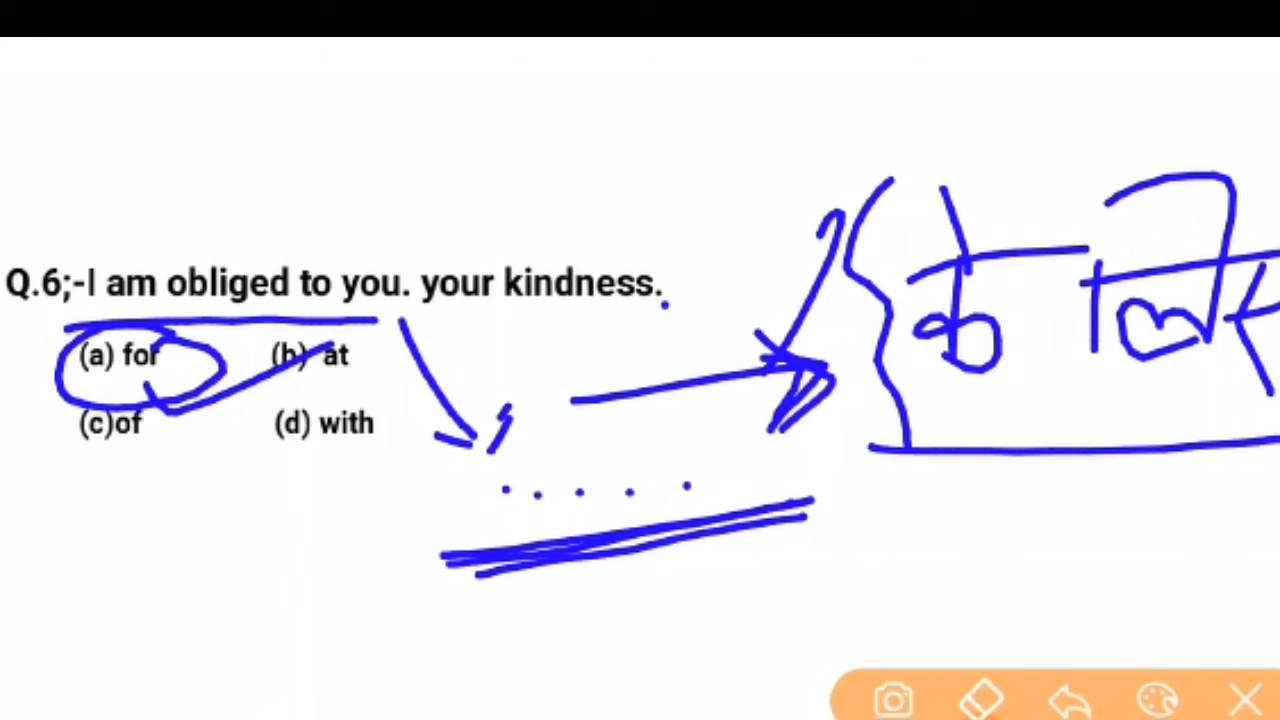 Q.6;-I am obliged to you. your kindness.
(a) for (b) at
(c)of (d) with